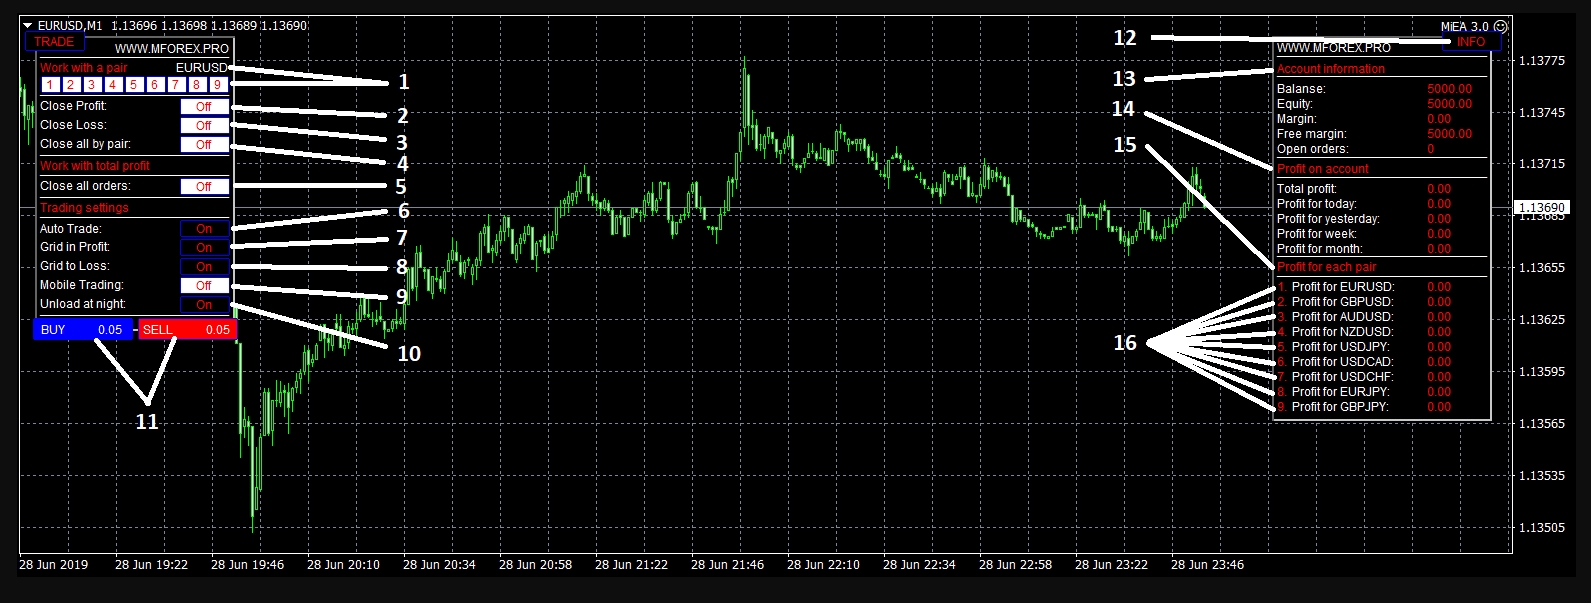 EURUSD,M1 1.13696 1.13698 1.13689 1.13690
MiEA 3.0
TRADE
WWW.MFOREX.PRO
Work with a pair EURUSD
1 2 3 4 5 6 7 8 9
Close Profit: Off
Close Loss: Off
Close all by pair: Off
Work with total profit
Close all orders: Off
Trading settings
Auto Trade: On
Grid in Profit: On
Grid to Loss: On
Mobile Trading: Off
Unload at night: On
BUY 0.05
SELL 0.05
1
2
3
4
5
6
7
8
9
10
11
12
13
14
15
16
INFO
WWW.MFOREX.PRO
Account information
Balanse: 5000.00
Equity: 5000.00
Margin: 0.00
Free margin: 5000.00
Open orders: 0
Profit on account
Total profit: 0.00
Profit for today: 0.00
Profit for yesterday: 0.00
Profit for week: 0.00
Profit for month: 0.00
Profit for each pair
1. Profit for EURUSD: 0.00
2. Profit for GBPUSD: 0.00
3. Profit for AUDUSD: 0.00
4. Profit for NZDUSD: 0.00
5. Profit for USDJPY: 0.00
6. Profit for USDCAD: 0.00
7. Profit for USDCHF: 0.00
8. Profit for EURJPY: 0.00
9. Profit for GBPJPY: 0.00
1.13775
1.13745
1.13715
1.13690
1.13685
1.13655
1.13625
1.13595
1.13565
1.13535
1.13505
28 Jun 2019 28 Jun 19:22 28 Jun 19:46 28 Jun 20:10 28 Jun 20:34 28 Jun 20:58 28 Jun 21:22 28 Jun 21:46 28 Jun 22:10 28 Jun 22:34 28 Jun 22:58 28 Jun 23:22 28 Jun 23:46